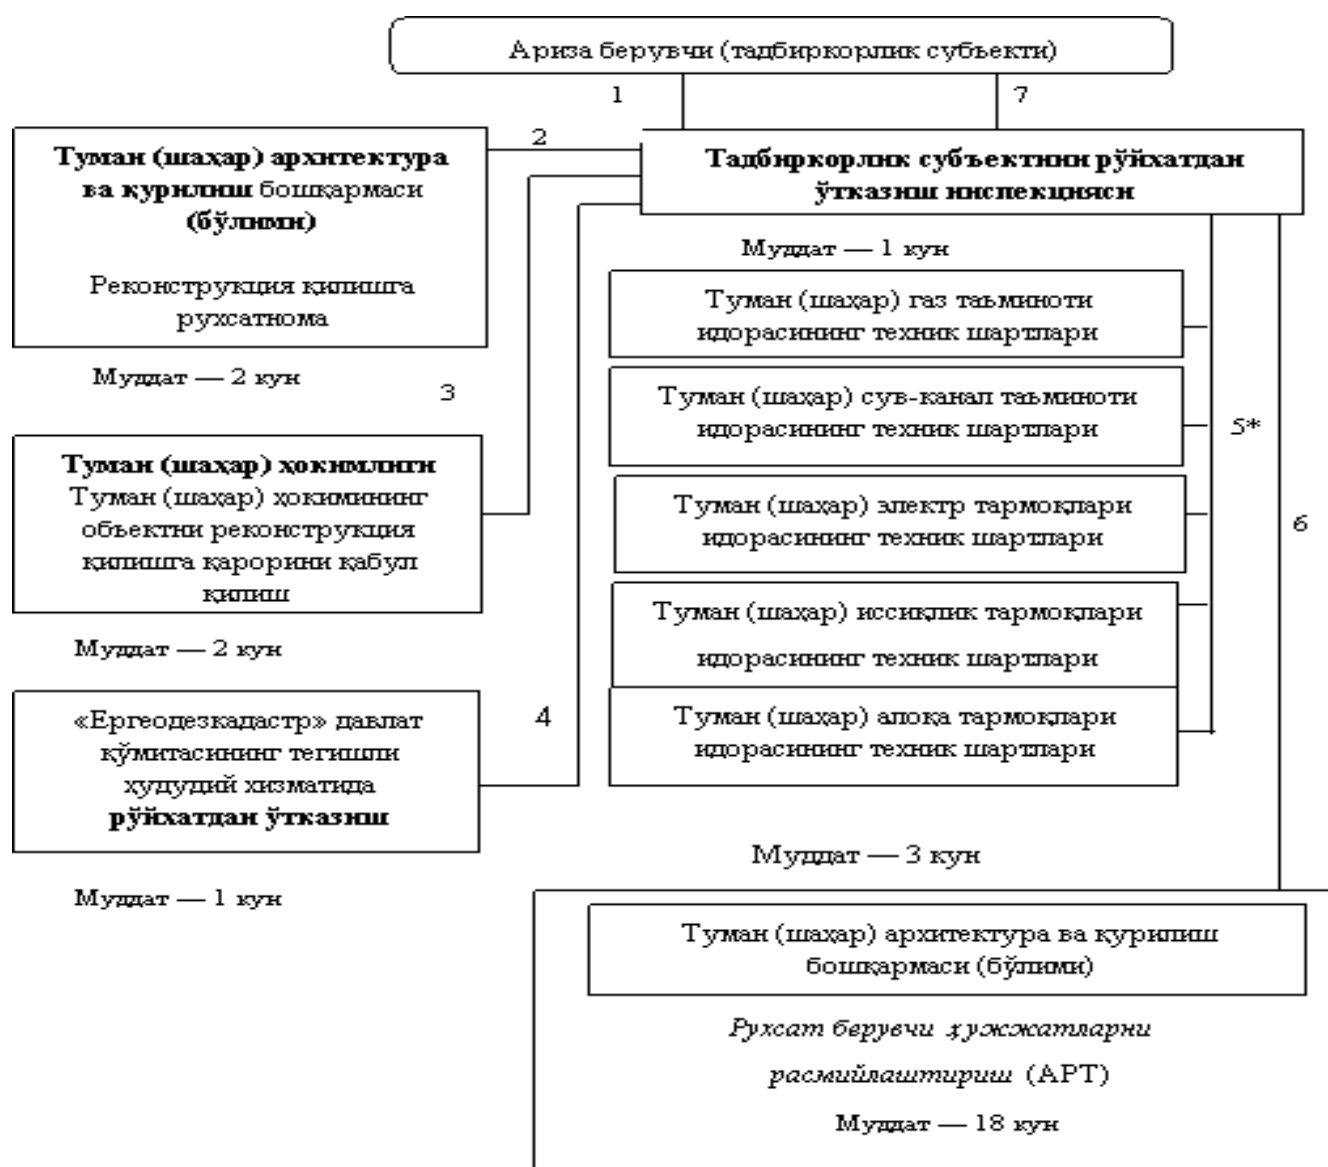 Ариза берувчи (тадбиркорлик субъекти)
1
7
2
Туман (шаҳар) архитектура
ва қурилиш бошқармаси
(бўлими)
Реконструкция қилишга
рухсатнома
Муддат — 2 кун
Тадбиркорлик субъектини рўйхатдан
ўтказиш инспекцияси
Муддат — 1 кун
Туман (шаҳар) газ таъминоти
идорасининг техник шартлари
Туман (шаҳар) сув-канал таъминоти
идорасининг техник шартлари
Туман (шаҳар) электр тармоқлари
идорасининг техник шартлари
Туман (шаҳар) иссиқлик тармоқлари
идорасининг техник шартлари
Туман (шаҳар) алоқа тармоқлари
идорасининг техник шартлари
5*
6
3
Туман (шаҳар) ҳокимлиги
Туман (шаҳар) ҳокимининг
объектни реконструкция
қилишга қарорини қабул
қилиш
Муддат — 2 кун
4
«Ергеодезкадастр» давлат
қўмитасининг тегишли
ҳудудий хизматида
рўйхатдан ўтказиш
Муддат — 1 кун
Муддат — 3 кун
Туман (шаҳар) архитектура ва қурилиш
бошқармаси (бўлими)
Рухсат берувчи ҳужжатларни
расмийлаштириш (АРТ)
Муддат — 18 кун